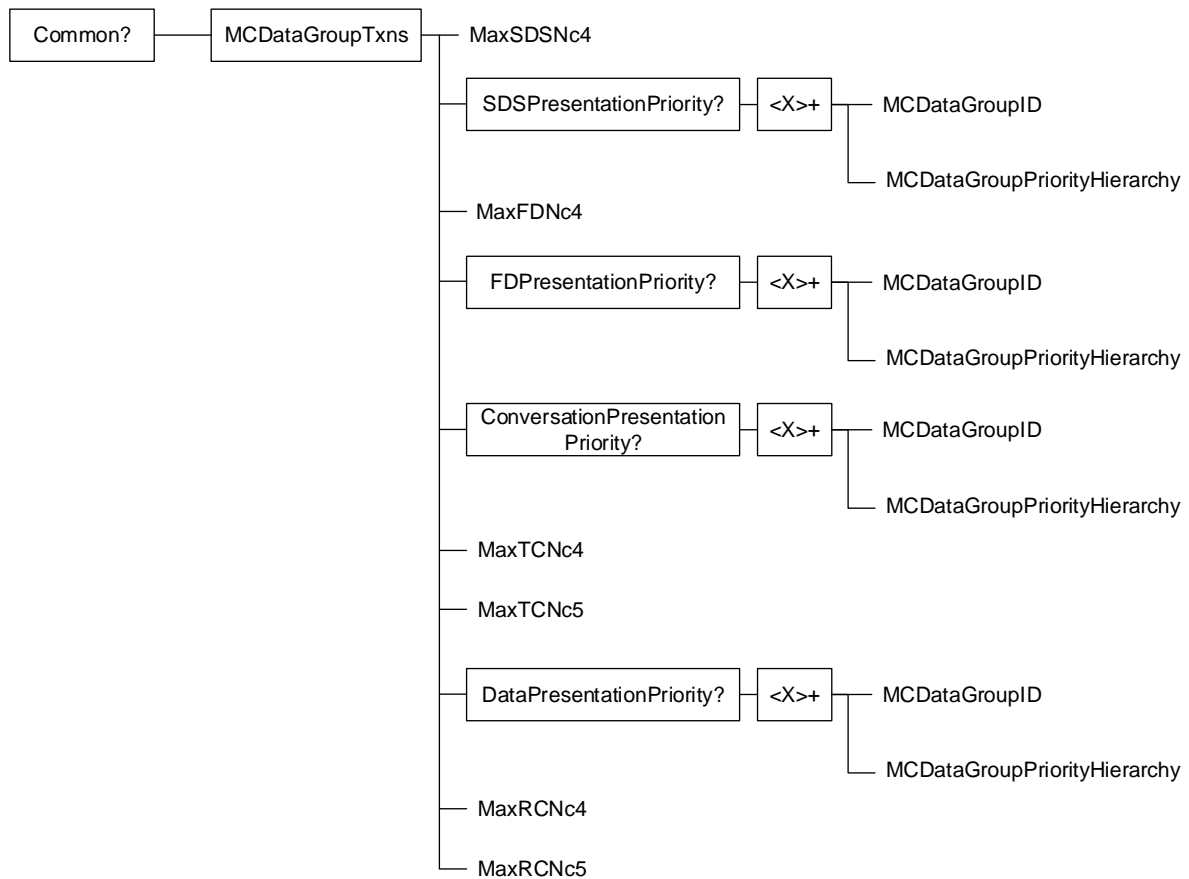 Common?
MCDataGroupTxns
MaxSDSNc4
SDSPresentationPriority?
<X>+
MCDataGroupID
MCDataGroupPriorityHierarchy
MaxFDNc4
FDPresentationPriority?
<X>+
MCDataGroupID
MCDataGroupPriorityHierarchy
ConversationPresentation
Priority?
<X>+
MCDataGroupID
MCDataGroupPriorityHierarchy
MaxTCNc4
MaxTCNc5
DataPresentationPriority?
<X>+
MCDataGroupID
MCDataGroupPriorityHierarchy
MaxRCNc4
MaxRCNc5